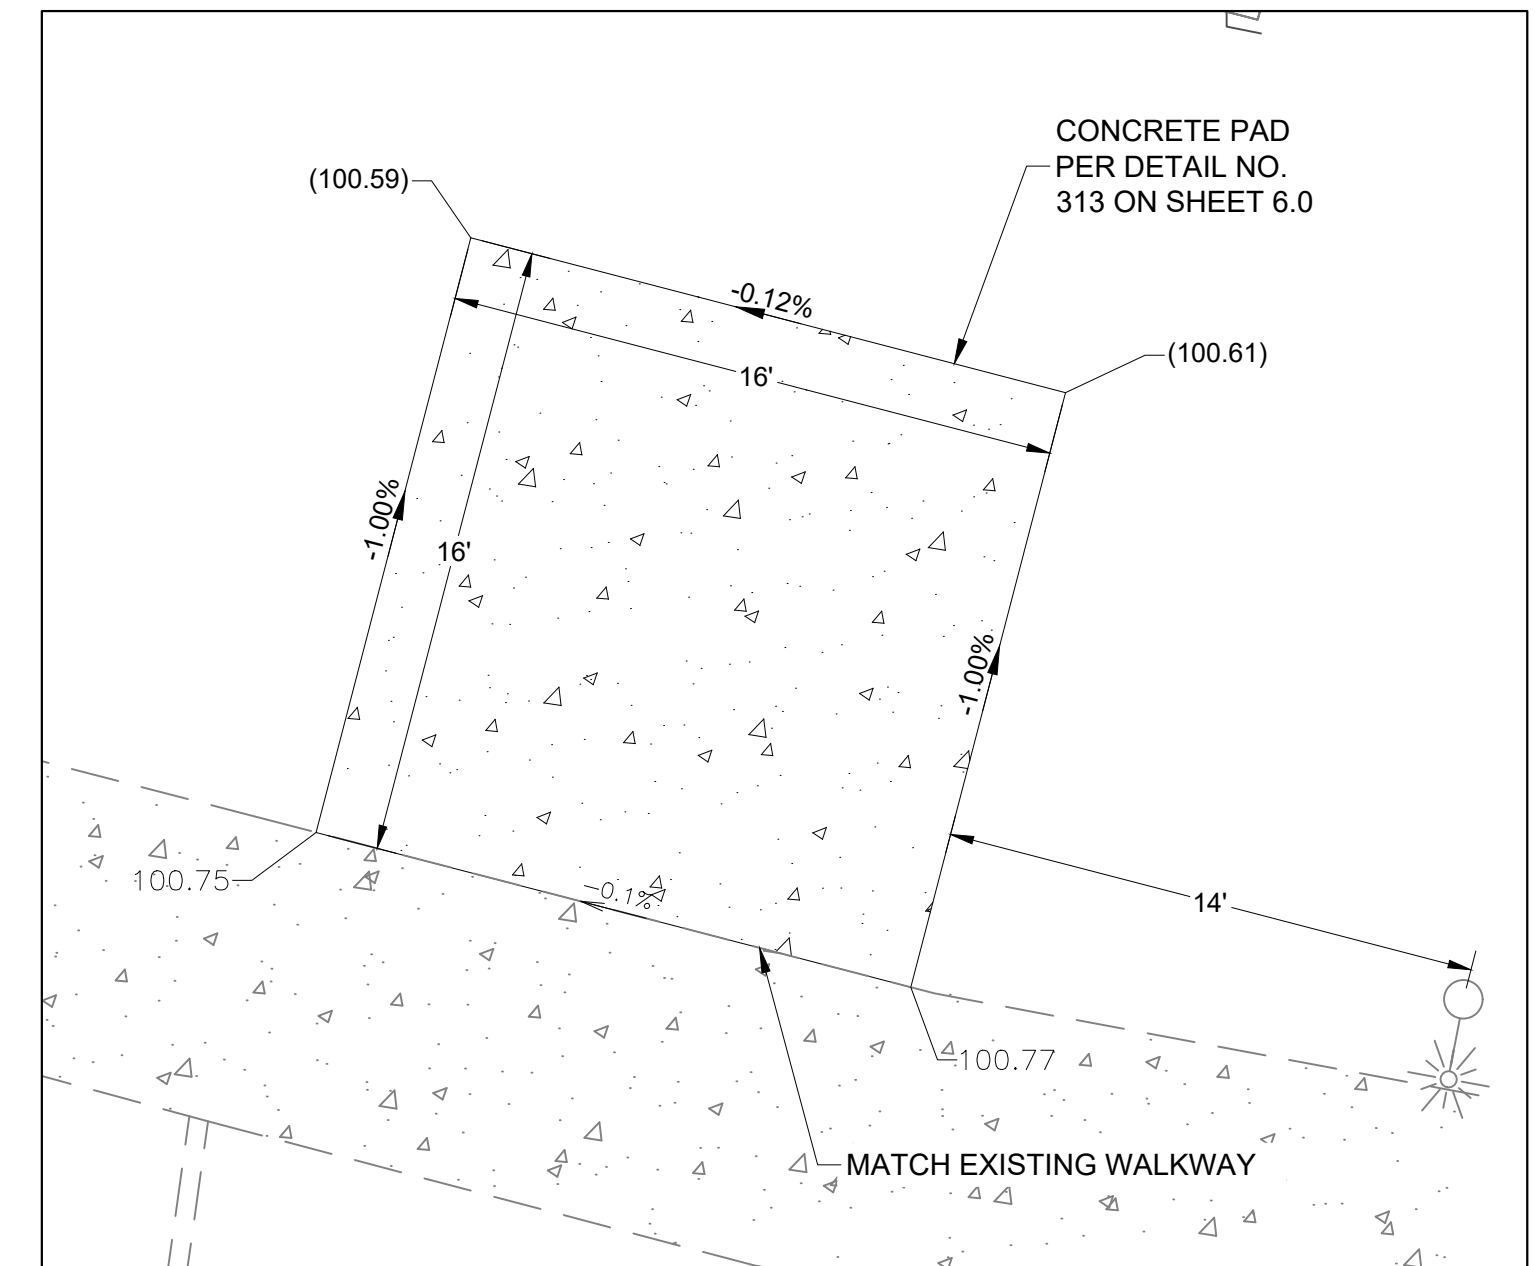 CONCRETE PAD
PER DETAIL NO.
313 ON SHEET 6.0
(100.59)
-0.12%
(100.61)
16'
-1.00%
16'
-1.00%
100.75
-0.1%
14'
100.77
MATCH EXISTING WALKWAY